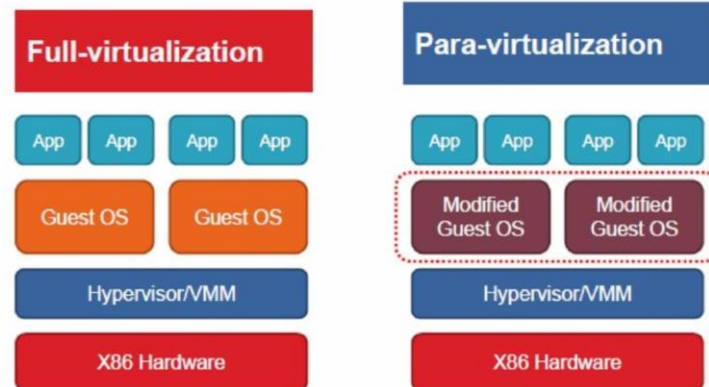 Full-virtualization
App App App App
Guest OS Guest OS
Hypervisor/VMM
X86 Hardware
Para-virtualization
App App App App
Modified
Guest OS
Modified
Guest OS
Hypervisor/VMM
X86 Hardware